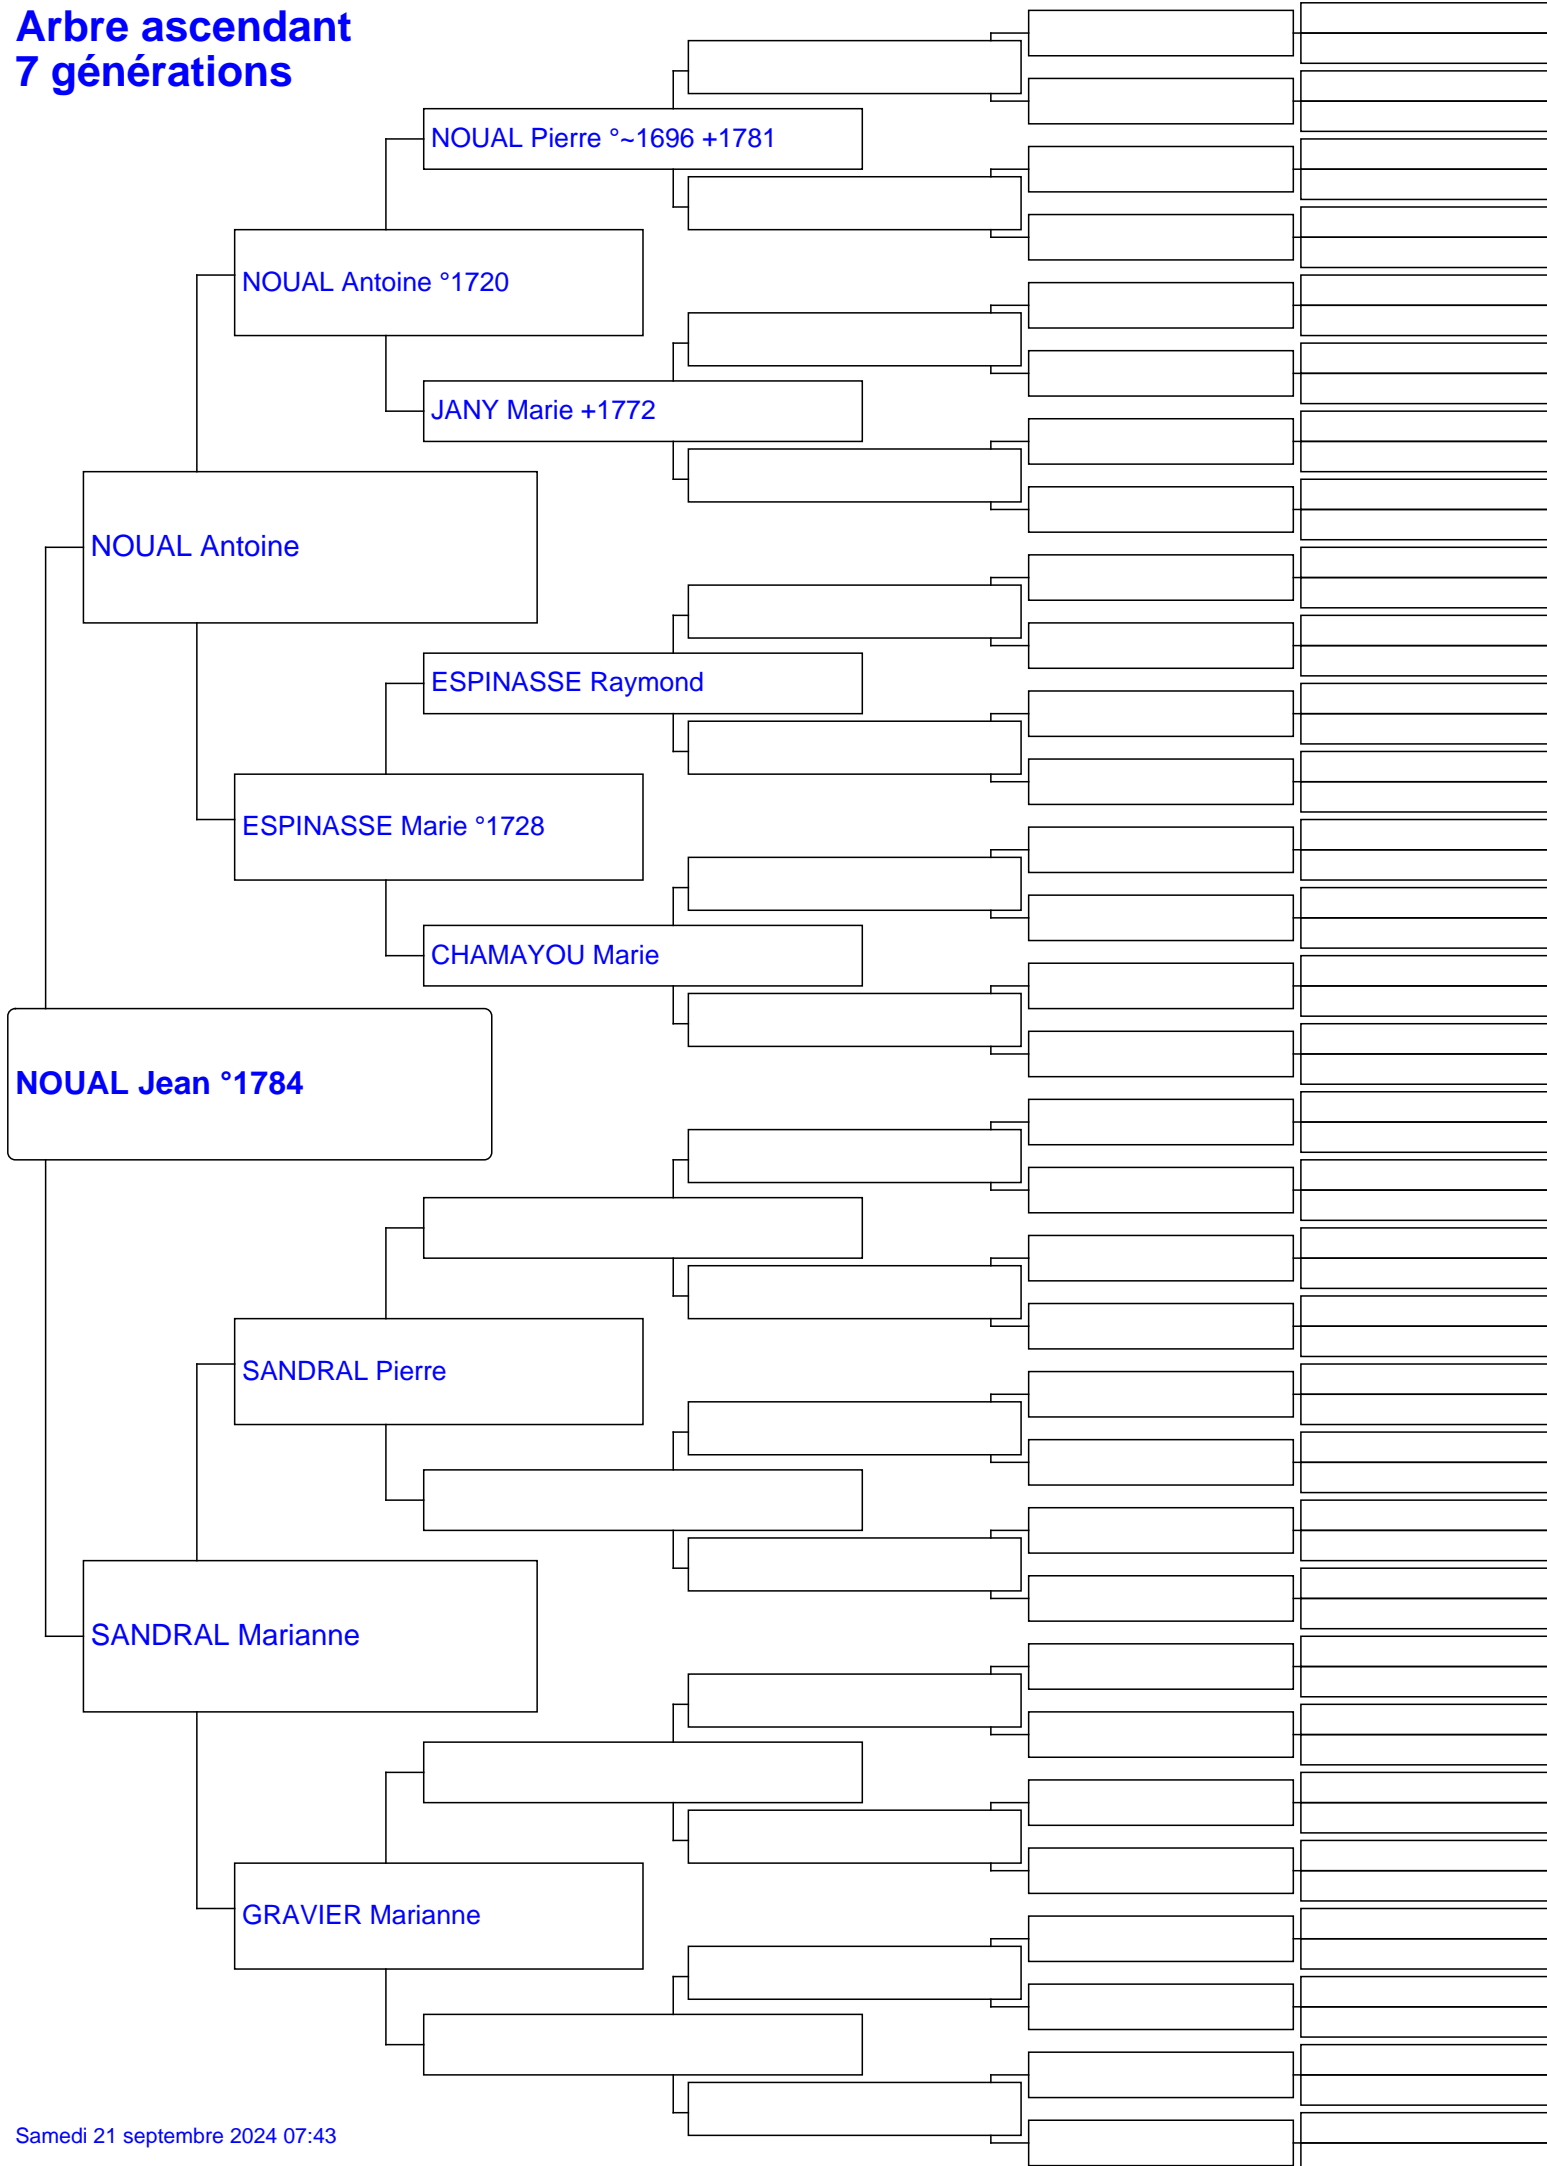 Arbre ascendant
7 générations
NOUAL Pierre °~1696 +1781
NOUAL Antoine °1720
JANY Marie +1772
NOUAL Antoine
ESPINASSE Raymond
ESPINASSE Marie °1728
CHAMAYOU Marie
NOUAL Jean °1784
SANDRAL Pierre
SANDRAL Marianne
GRAVIER Marianne
Samedi 21 septembre 2024 07:43